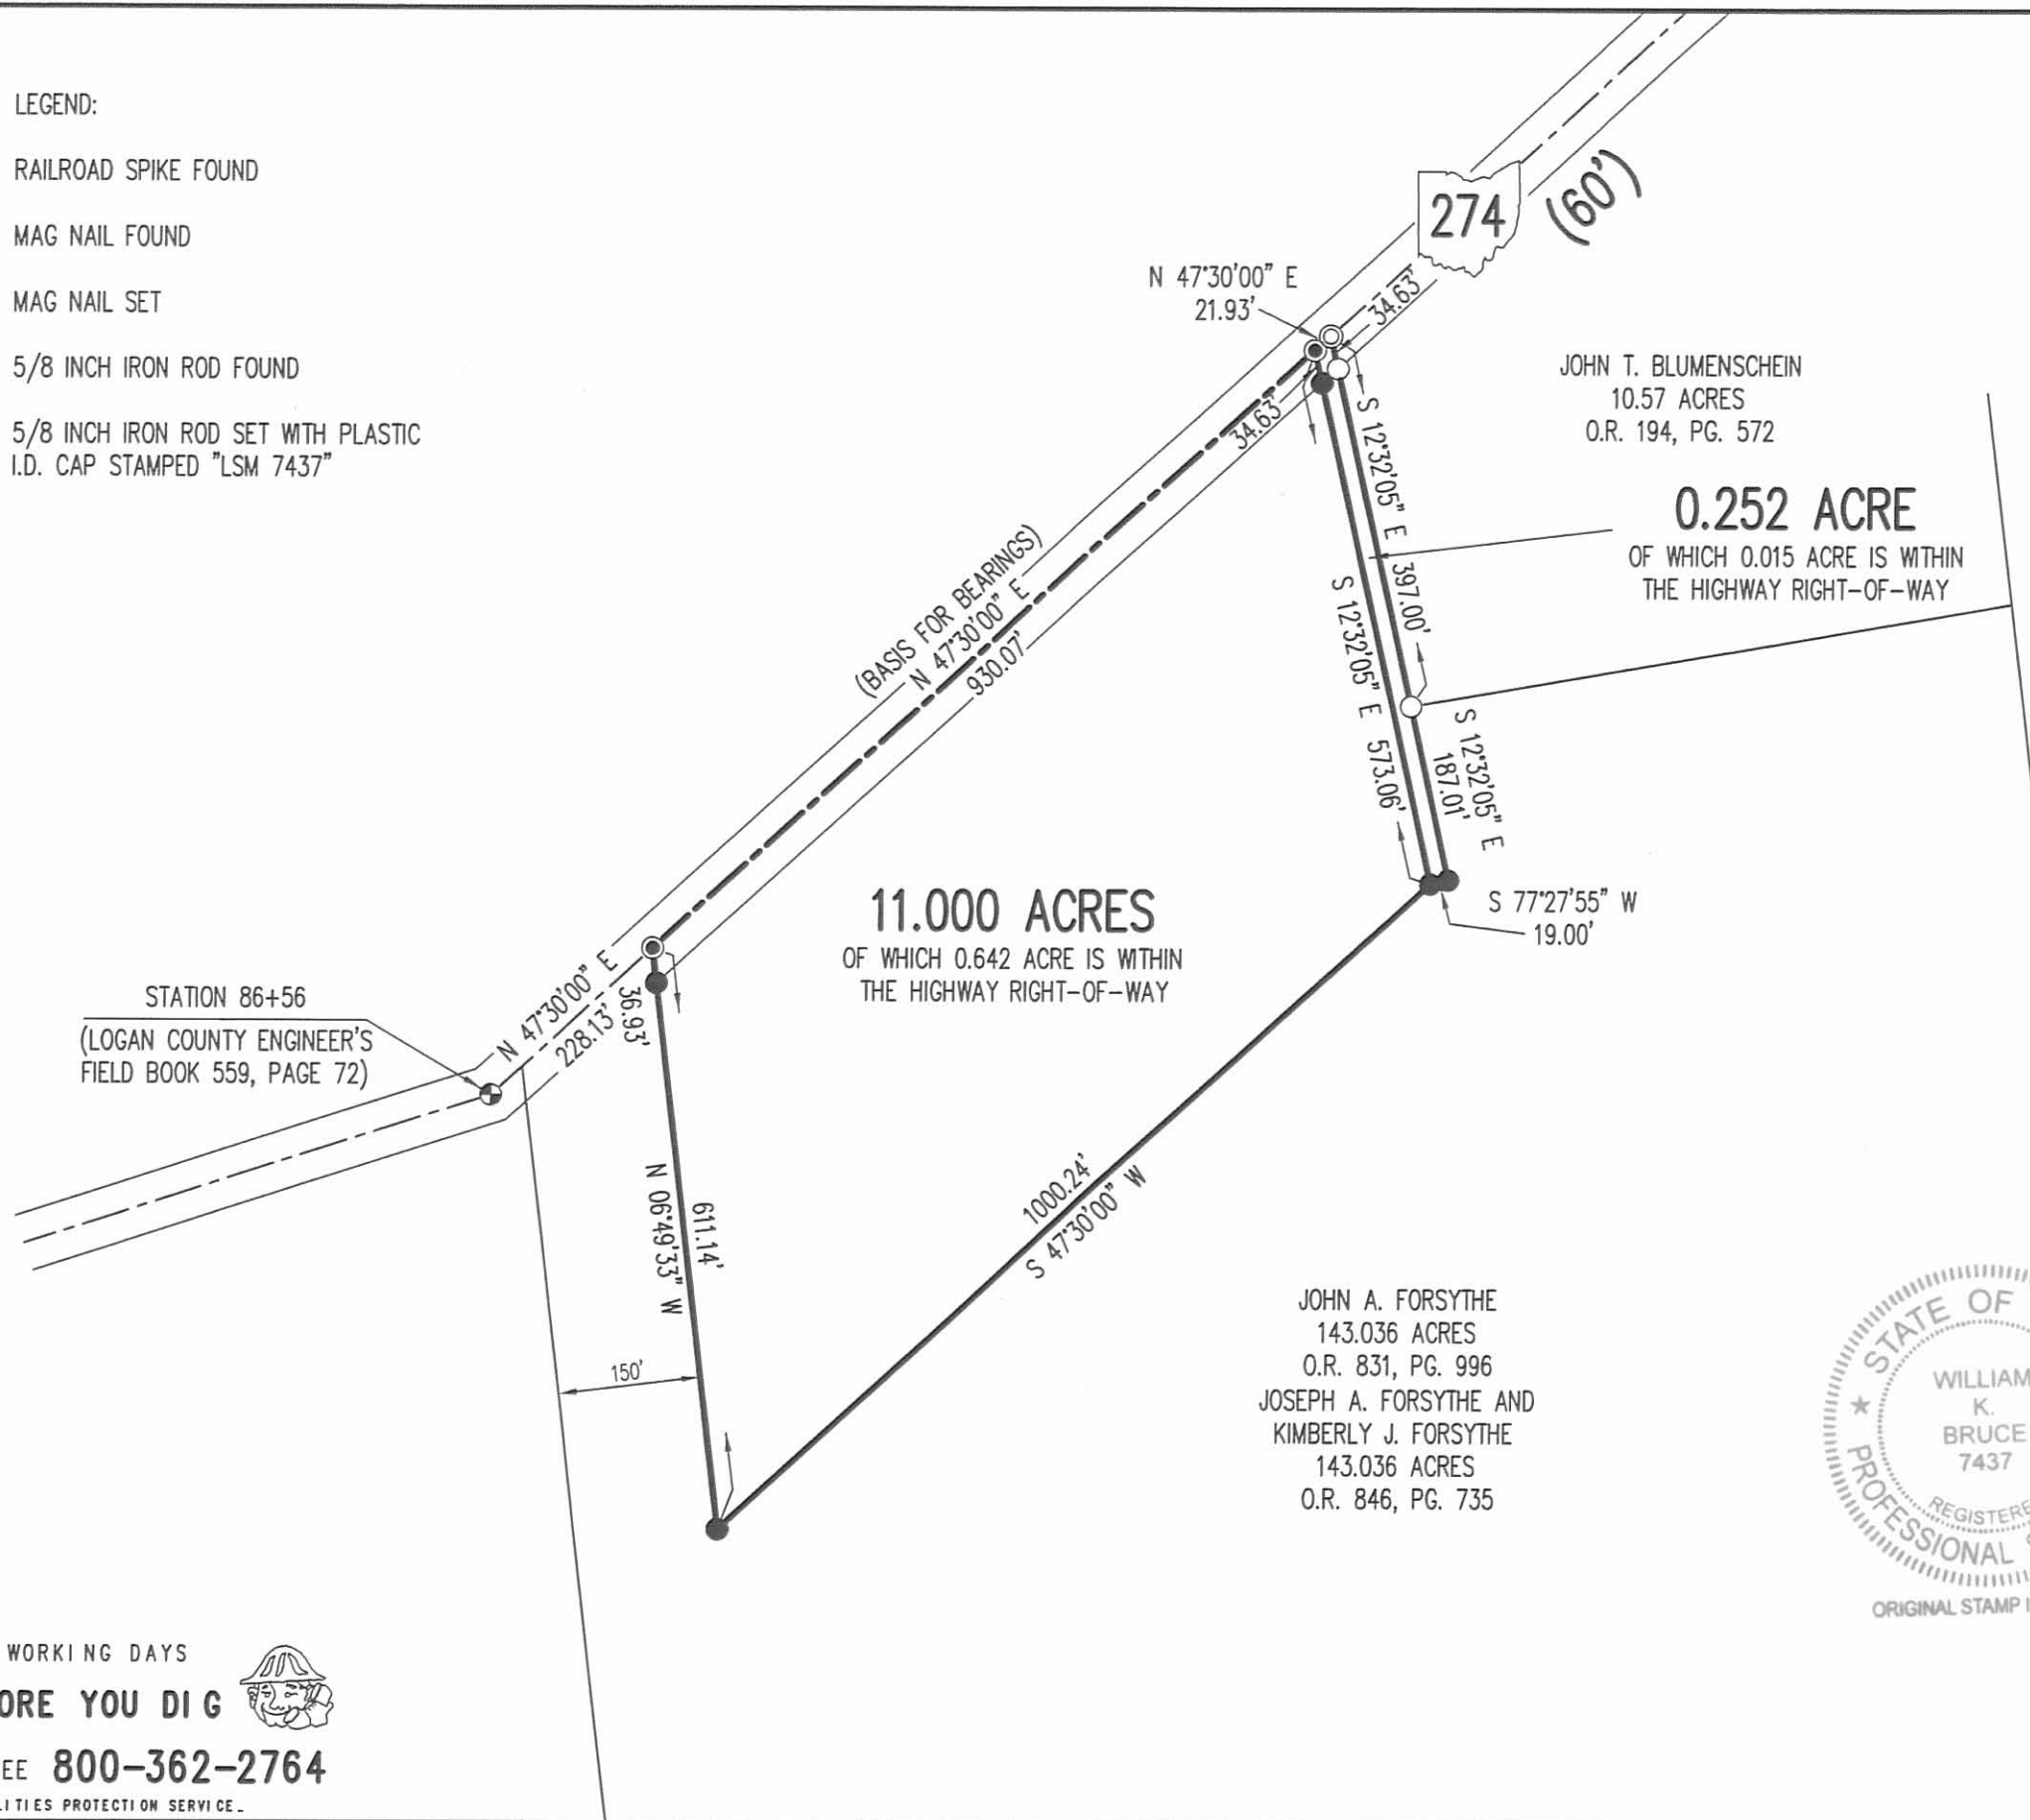 LEGEND:
RAILROAD SPIKE FOUND
MAG NAIL FOUND
MAG NAIL SET
5/8 INCH IRON ROD FOUND
5/8 INCH IRON ROD SET WITH PLASTIC
I.D. CAP STAMPED "LSM 7437"
274
(60')
N 47°30'00" E
21.93'
34.63'
34.63'
JOHN T. BLUMENSCHEIN
10.57 ACRES
O.R. 194, PG. 572
0.252 ACRE
OF WHICH 0.015 ACRE IS WITHIN
THE HIGHWAY RIGHT-OF-WAY
S 12°32'05" E 397.00'
S 12°32'05" E 573.06'
S 12°32'05" E
187.01'
S 77°27'55" W
19.00'
(BASIS FOR BEARINGS)
N 47°30'00" E
930.07'
11.000 ACRES
OF WHICH 0.642 ACRE IS WITHIN
THE HIGHWAY RIGHT-OF-WAY
STATION 86+56
(LOGAN COUNTY ENGINEER'S
FIELD BOOK 559, PAGE 72)
N 47°30'00" E
228.13'
36.93'
N 06°49'33" W
611.14'
150'
1000.24'
S 47°30'00" W
JOHN A. FORSYTHE
143.036 ACRES
O.R. 831, PG. 996
JOSEPH A. FORSYTHE AND
KIMBERLY J. FORSYTHE
143.036 ACRES
O.R. 846, PG. 735
STATE OF
WILLIAM
K.
BRUCE
7437
REGISTERE
PROFESSIONAL
ORIGINAL STAMP I
WORKING DAYS
ORE YOU DIG
EE 800-362-2764
LITIES PROTECTION SERVICE